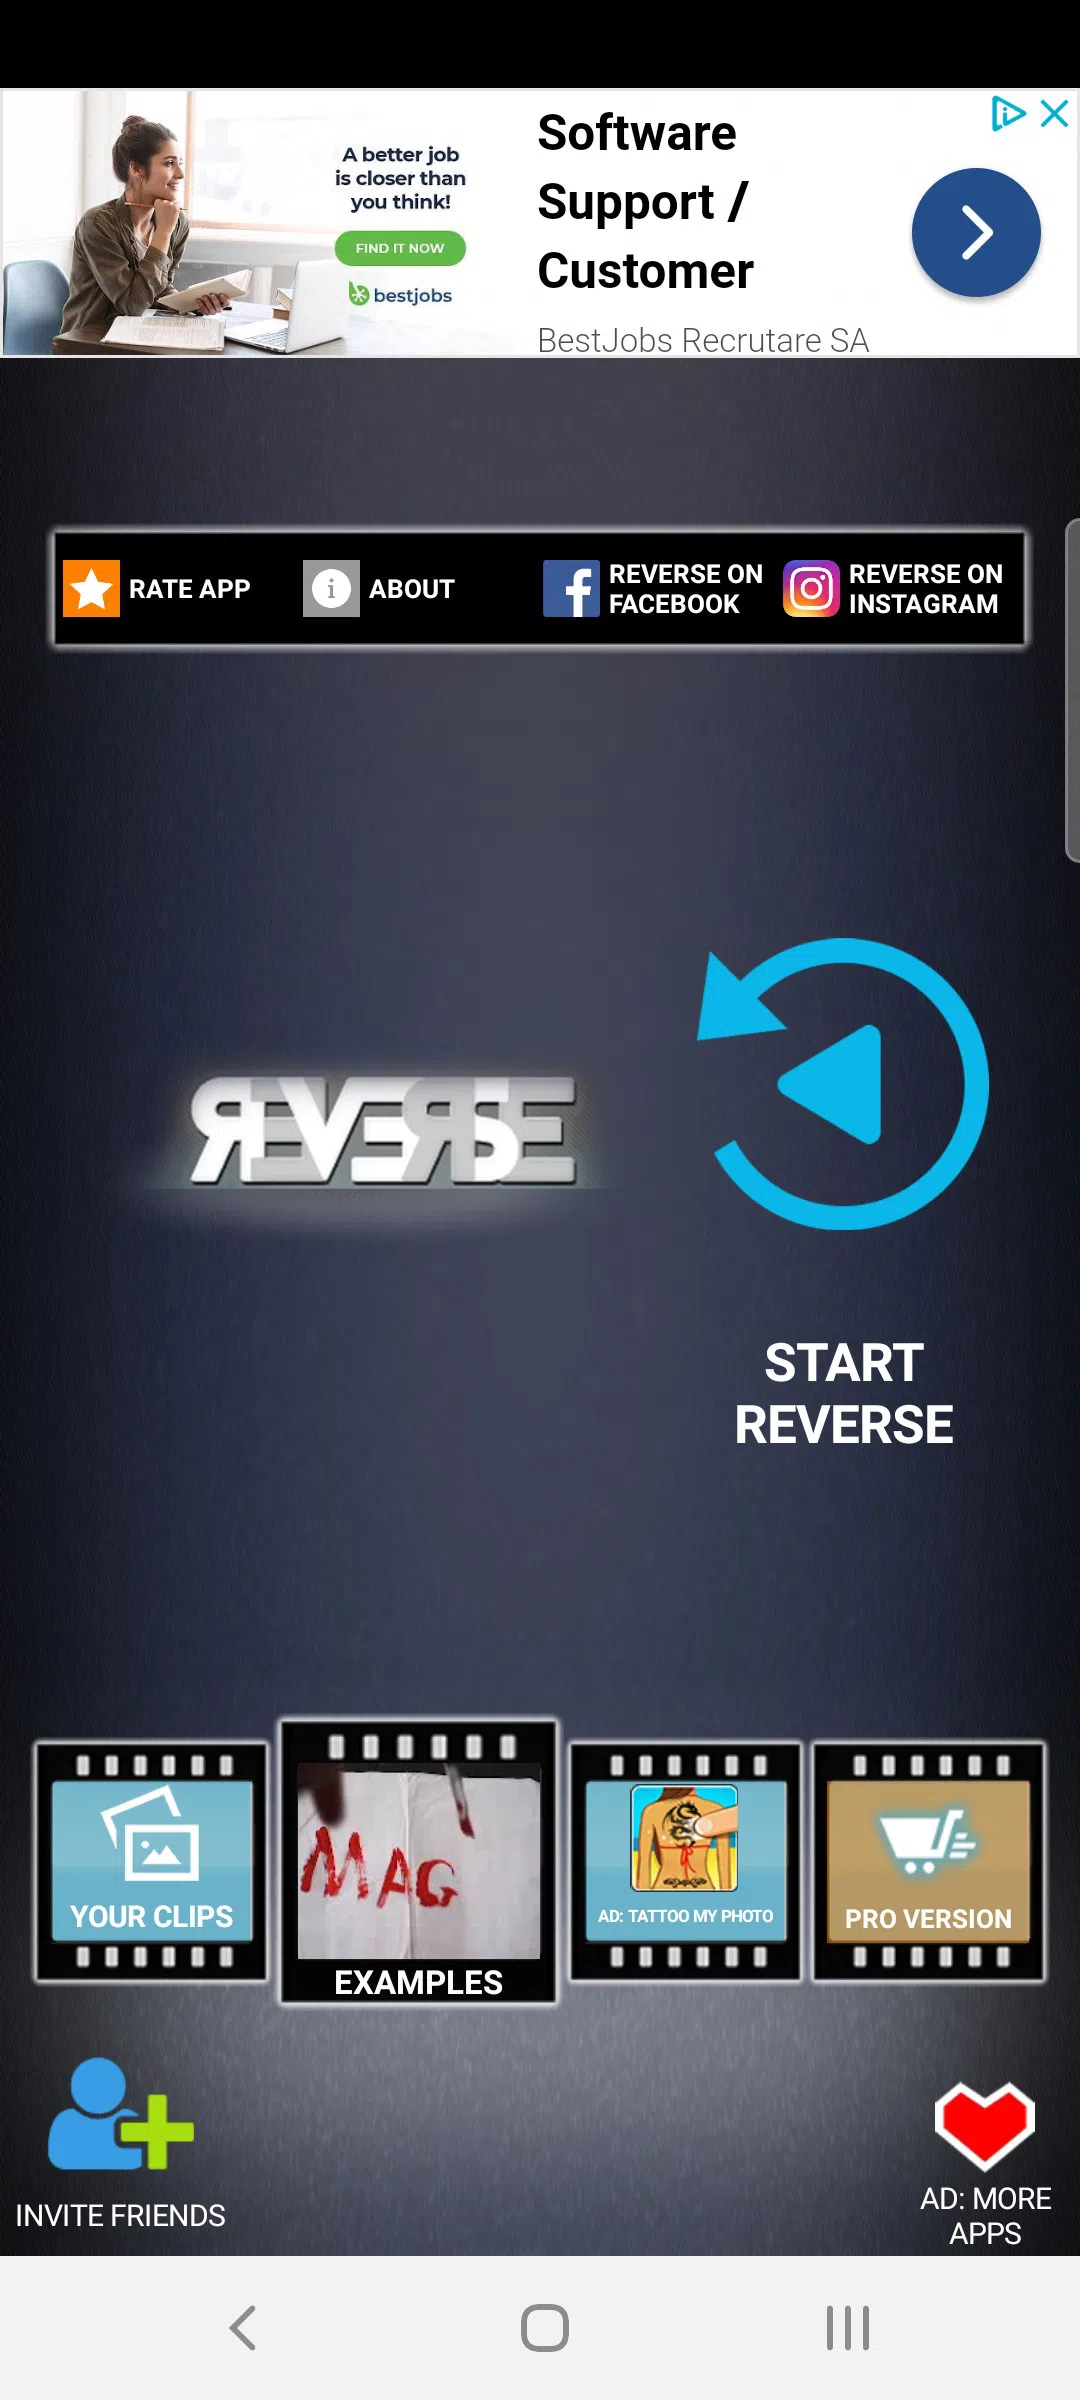 A better job
is closer than
you think!
FIND IT NOW
bestjobs
Software
Support /
Customer
BestJobs Recrutare SA
RATE APP
ABOUT
REVERSE ON
FACEBOOK
REVERSE ON
INSTAGRAM
REVERSE
START
REVERSE
YOUR CLIPS
MAG
EXAMPLES
AD: TATTOO MY PHOTO
PRO VERSION
INVITE FRIENDS
AD: MORE
APPS